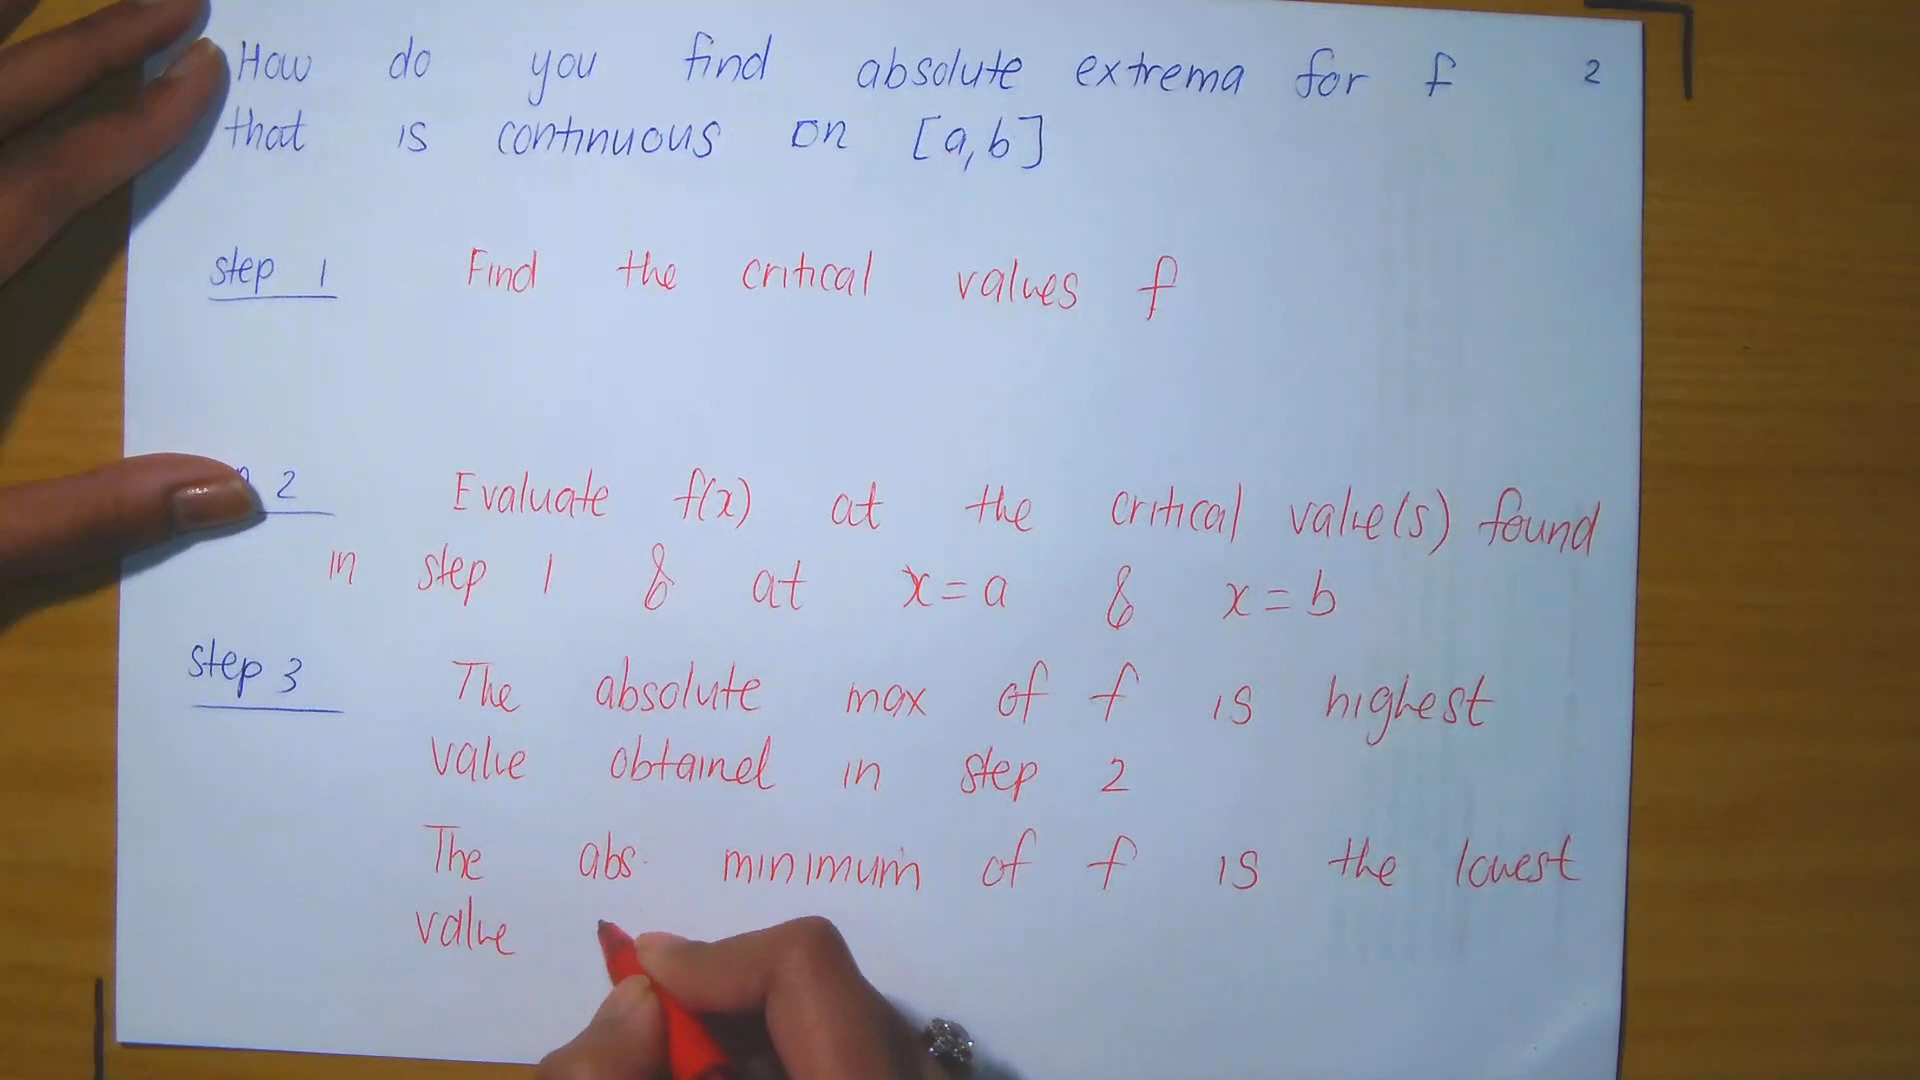 How do you find absolute extrema for f 2
that is continuous on [a,b]
step 1 Find the critical values f
2 Evaluate f(x) at the critical value(s) found
in step 1 & at x=a & x=b
step 3 The absolute max of f is highest
value obtained in step 2
The abs. minimum of f is the lowest
value